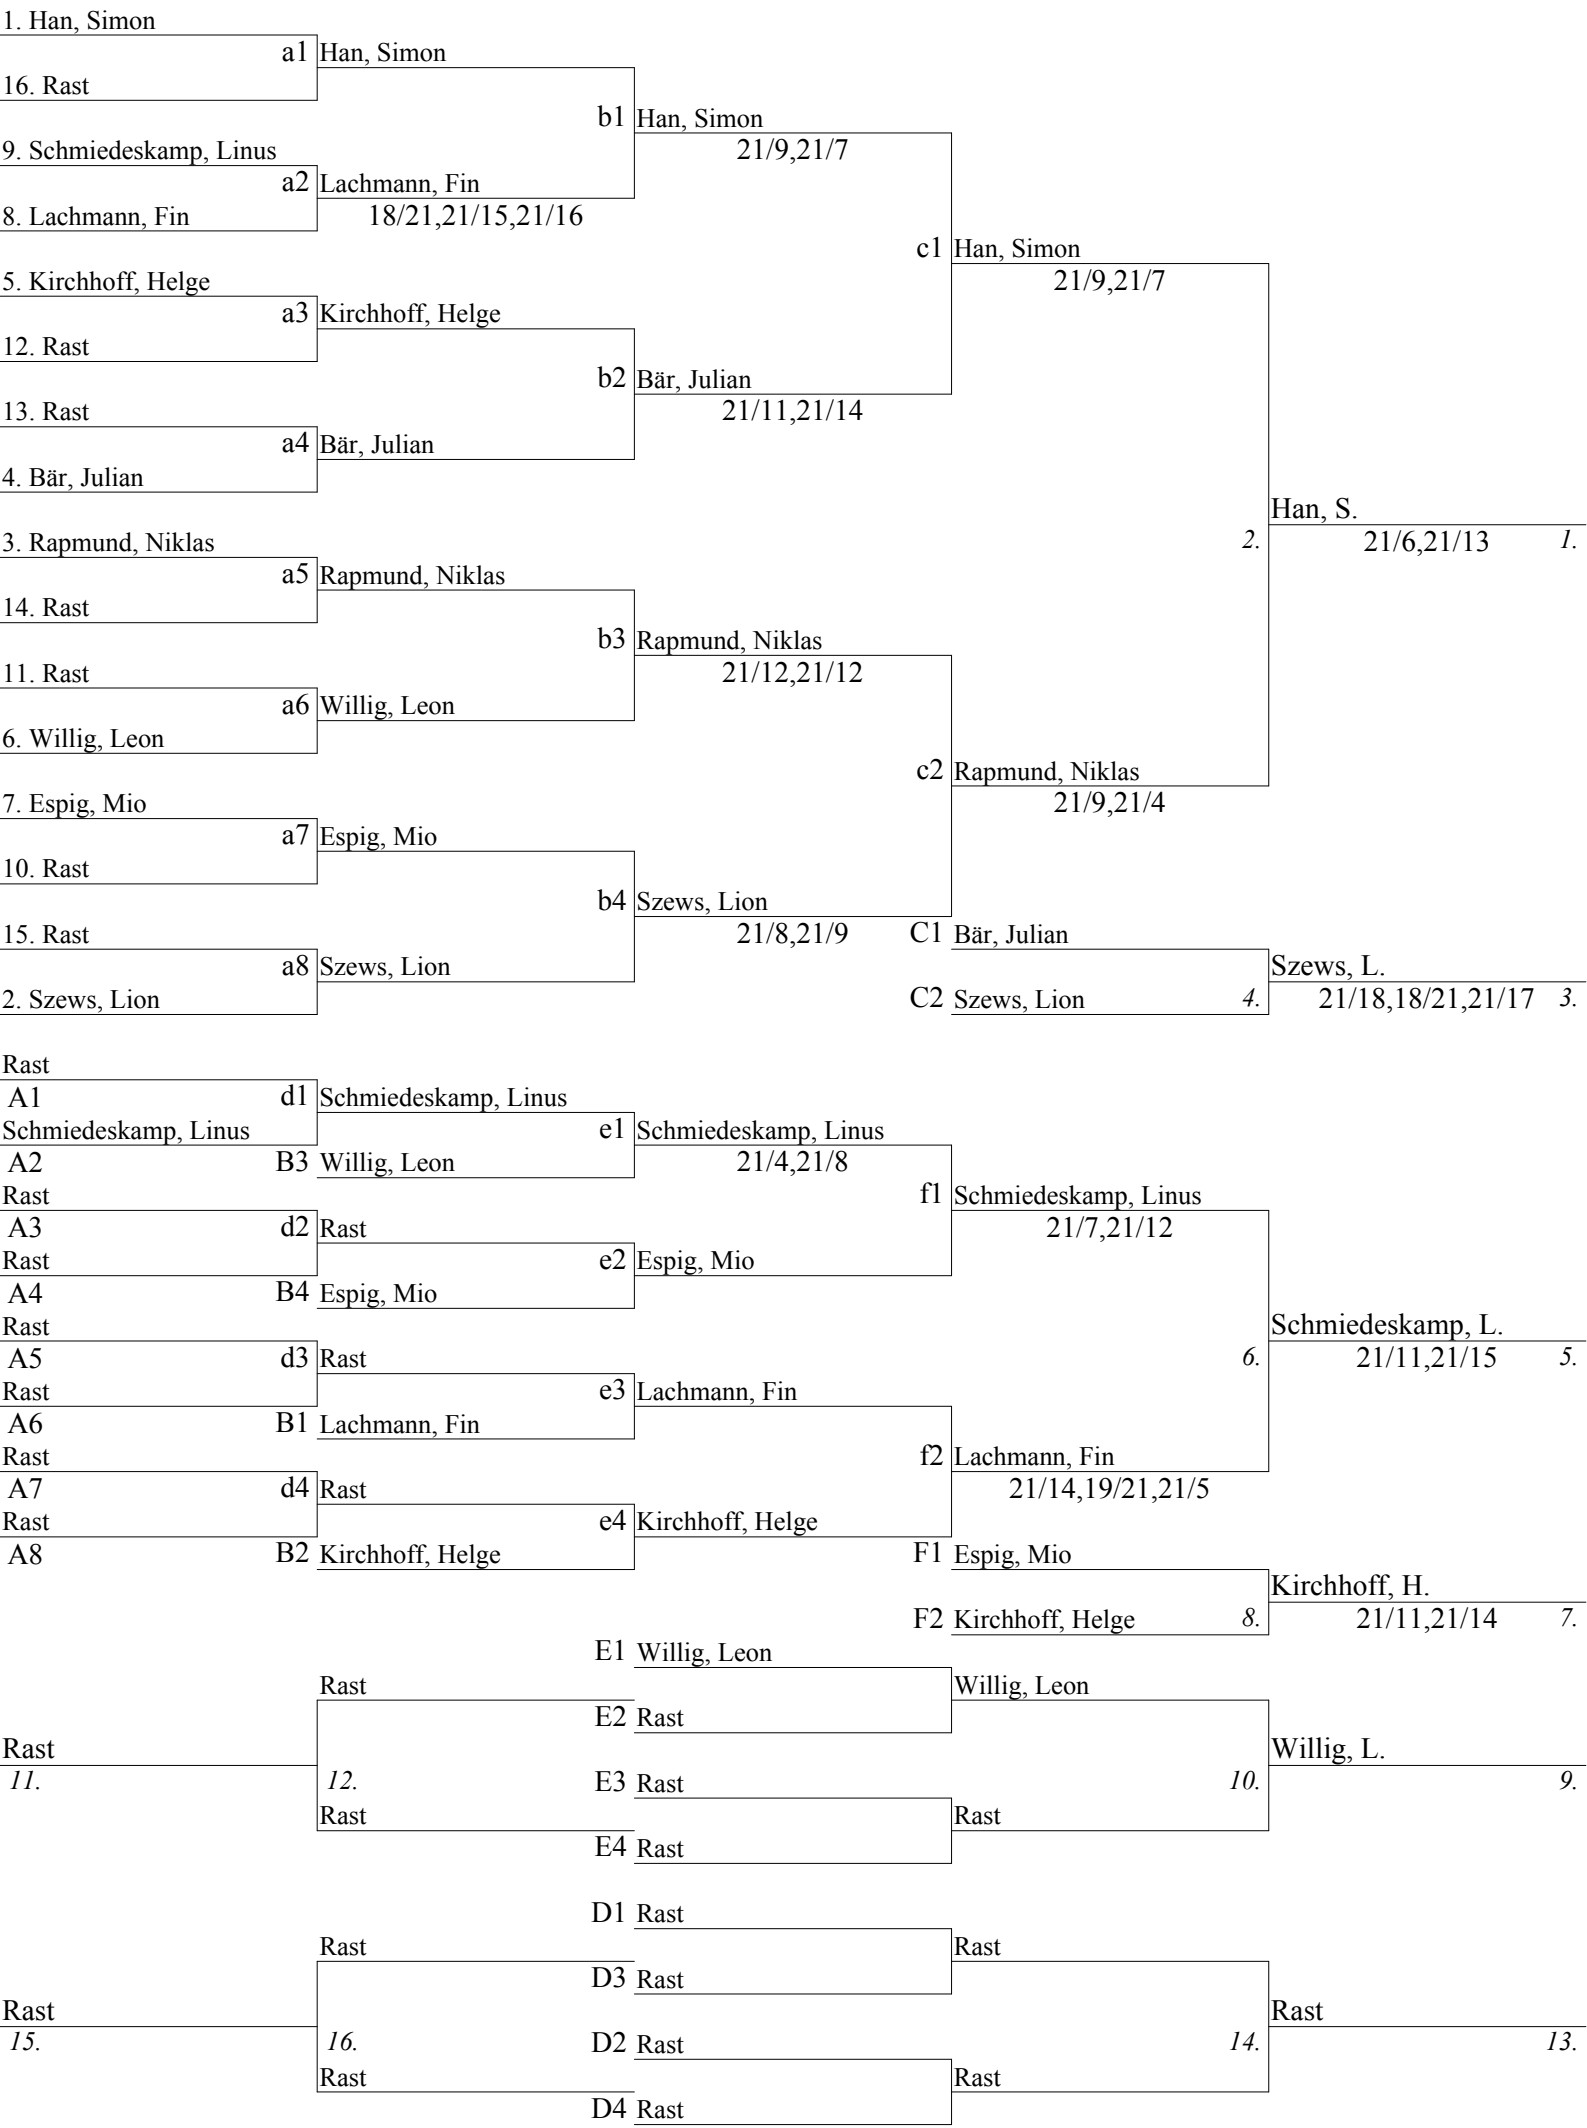 1. Han, Simon
a1 Han, Simon
16. Rast
b1 Han, Simon
9. Schmiedeskamp, Linus
21/9,21/7
a2 Lachmann, Fin
8. Lachmann, Fin
18/21,21/15,21/16
c1 Han, Simon
5. Kirchhoff, Helge
21/9,21/7
a3 Kirchhoff, Helge
12. Rast
b2 Bär, Julian
13. Rast
21/11,21/14
a4 Bär, Julian
4. Bär, Julian
Han, S.
3. Rapmund, Niklas
2. 21/6,21/13 1.
a5 Rapmund, Niklas
14. Rast
b3 Rapmund, Niklas
11. Rast
21/12,21/12
a6 Willig, Leon
6. Willig, Leon
c2 Rapmund, Niklas
7. Espig, Mio
21/9,21/4
a7 Espig, Mio
10. Rast
b4 Szews, Lion
15. Rast
21/8,21/9
C1 Bär, Julian
a8 Szews, Lion
Szews, L.
2. Szews, Lion
C2 Szews, Lion 4. 21/18,18/21,21/17 3.
Rast
A1 d1 Schmiedeskamp, Linus
Schmiedeskamp, Linus
e1 Schmiedeskamp, Linus
A2 B3 Willig, Leon
21/4,21/8
Rast
f1 Schmiedeskamp, Linus
A3 d2 Rast
21/7,21/12
Rast
e2 Espig, Mio
A4 B4 Espig, Mio
Rast
Schmiedeskamp, L.
A5 d3 Rast
6. 21/11,21/15 5.
Rast
e3 Lachmann, Fin
A6 B1 Lachmann, Fin
Rast
f2 Lachmann, Fin
A7 d4 Rast
21/14,19/21,21/5
Rast
e4 Kirchhoff, Helge
A8 B2 Kirchhoff, Helge
F1 Espig, Mio
Kirchhoff, H.
F2 Kirchhoff, Helge 8. 21/11,21/14 7.
E1 Willig, Leon
Rast
Willig, Leon
E2 Rast
Rast
Willig, L.
11. 12. E3 Rast 10. 9.
Rast
Rast
E4 Rast
D1 Rast
Rast
Rast
D3 Rast
Rast
Rast
15. 16. D2 Rast 14. 13.
Rast
Rast
D4 Rast